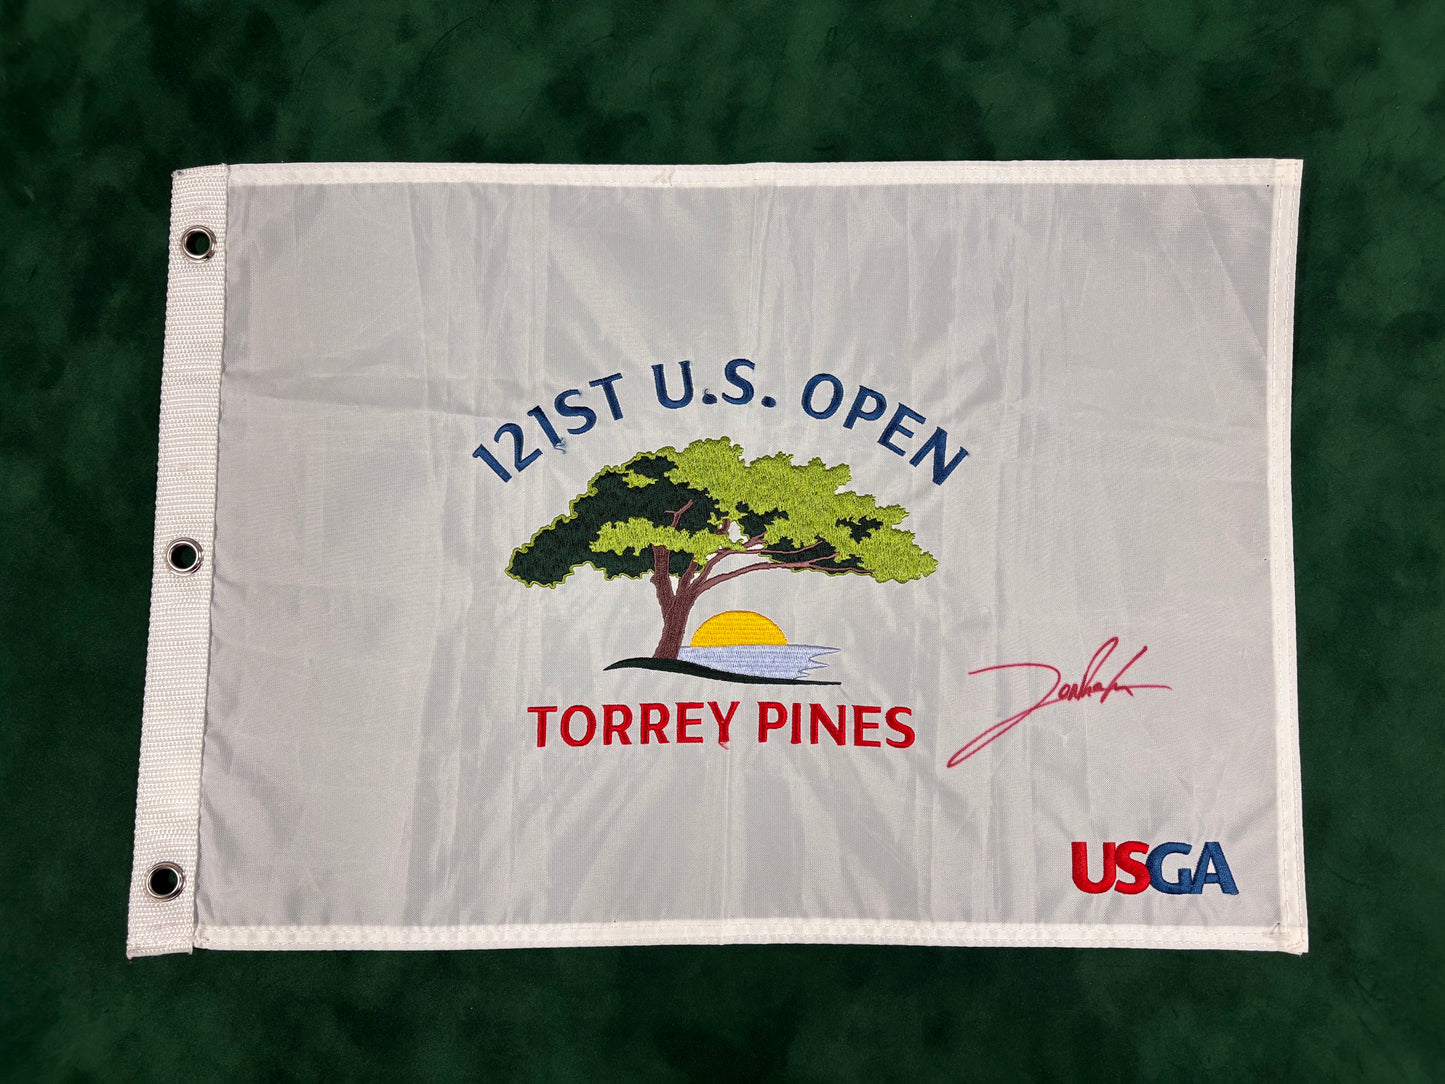 121ST U.S. OPEN
TORREY PINES
USGA